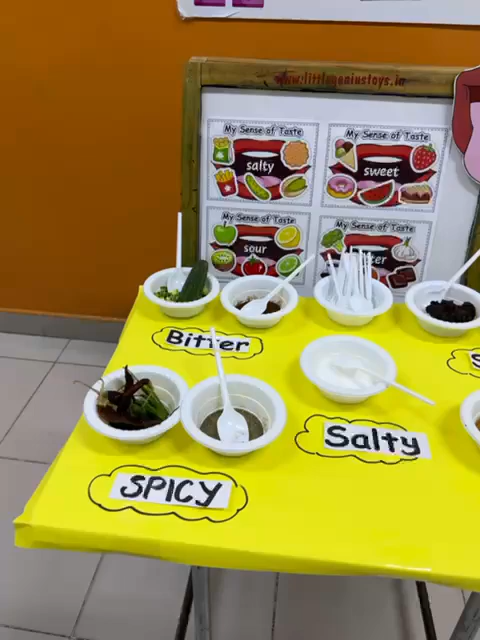 www.littlegeniustoys.in
My Sense of Taste
salty
My Sense of Taste
sweet
My Sense of Taste
sour
My Sense of Taste
Bitter
Salty
SPICY